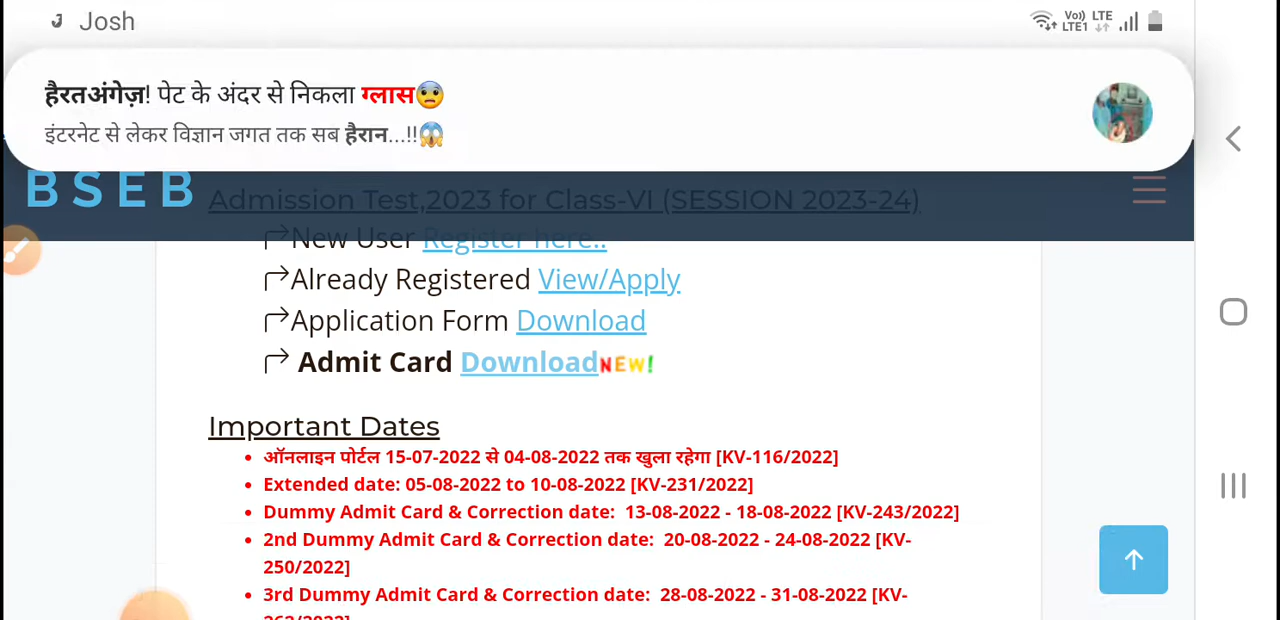 Josh
Vo) LTE
LTE1
हैरतअंगेज़! पेट के अंदर से निकला ग्लास😨
इंटरनेट से लेकर विज्ञान जगत तक सब हैरान...!!😱
BSEB
Admission Test,2023 for Class-VI (SESSION 2023-24)
New User Register here..
Already Registered View/Apply
Application Form Download
Admit Card Download NEW!
Important Dates
• ऑनलाइन पोर्टल 15-07-2022 से 04-08-2022 तक खुला रहेगा [KV-116/2022]
• Extended date: 05-08-2022 to 10-08-2022 [KV-231/2022]
• Dummy Admit Card & Correction date: 13-08-2022 - 18-08-2022 [KV-243/2022]
• 2nd Dummy Admit Card & Correction date: 20-08-2022 - 24-08-2022 [KV-
250/2022]
• 3rd Dummy Admit Card & Correction date: 28-08-2022 - 31-08-2022 [KV-